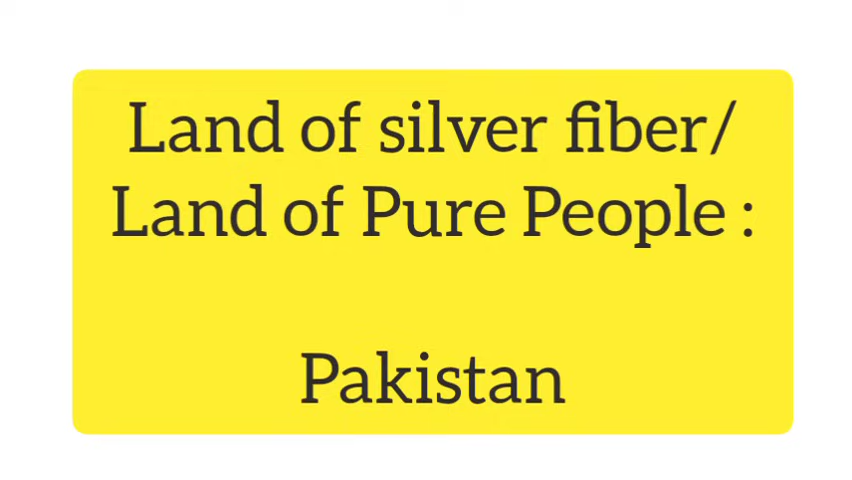 Land of silver fiber/
Land of Pure People :
Pakistan